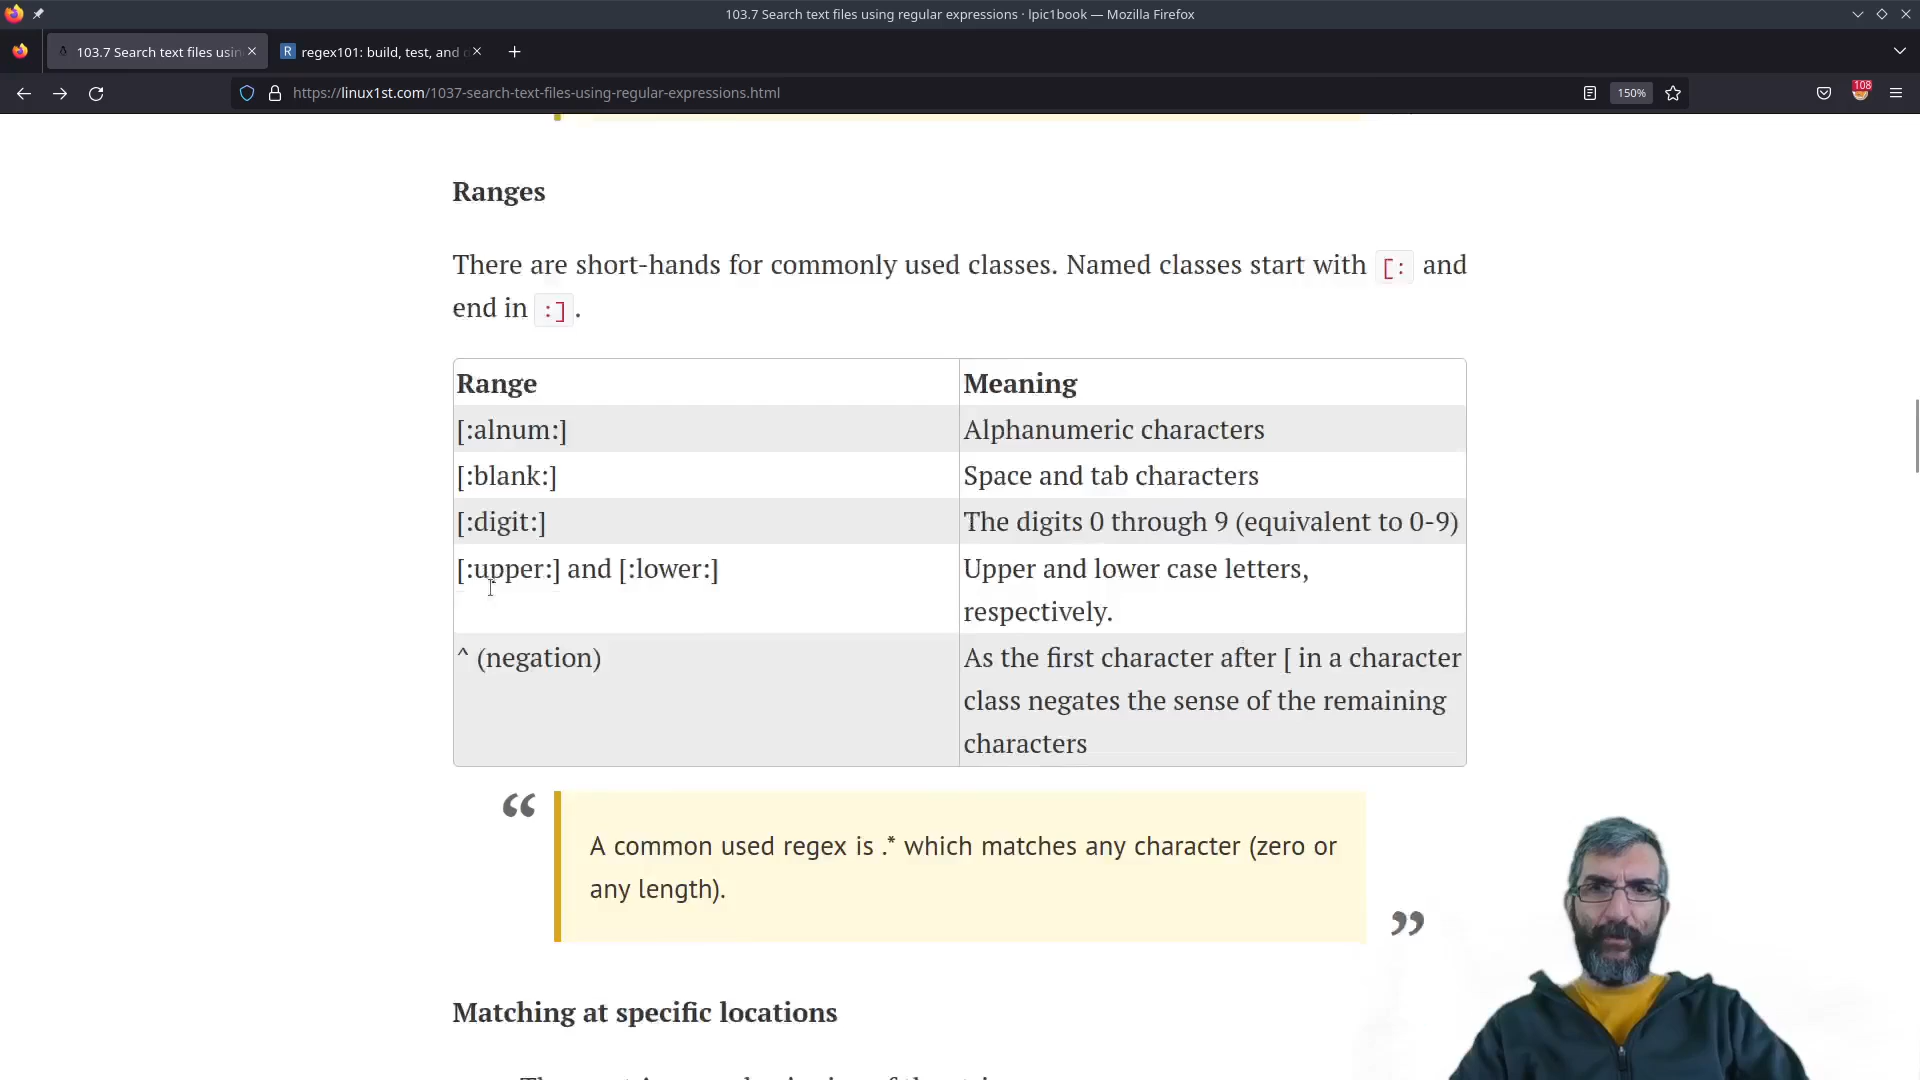 103.7 Search text files using regular expressions · lpic1book — Mozilla Firefox
103.7 Search text files usin
regex101: build, test, and d
https://linux1st.com/1037-search-text-files-using-regular-expressions.html
150%
108
Ranges
There are short-hands for commonly used classes. Named classes start with [: and
end in :] .
Range Meaning
[:alnum:] Alphanumeric characters
[:blank:] Space and tab characters
[:digit:] The digits 0 through 9 (equivalent to 0-9)
[:upper:] and [:lower:] Upper and lower case letters,
respectively.
^ (negation) As the first character after [ in a character
class negates the sense of the remaining
characters
“
A common used regex is .* which matches any character (zero or
any length).
”
Matching at specific locations